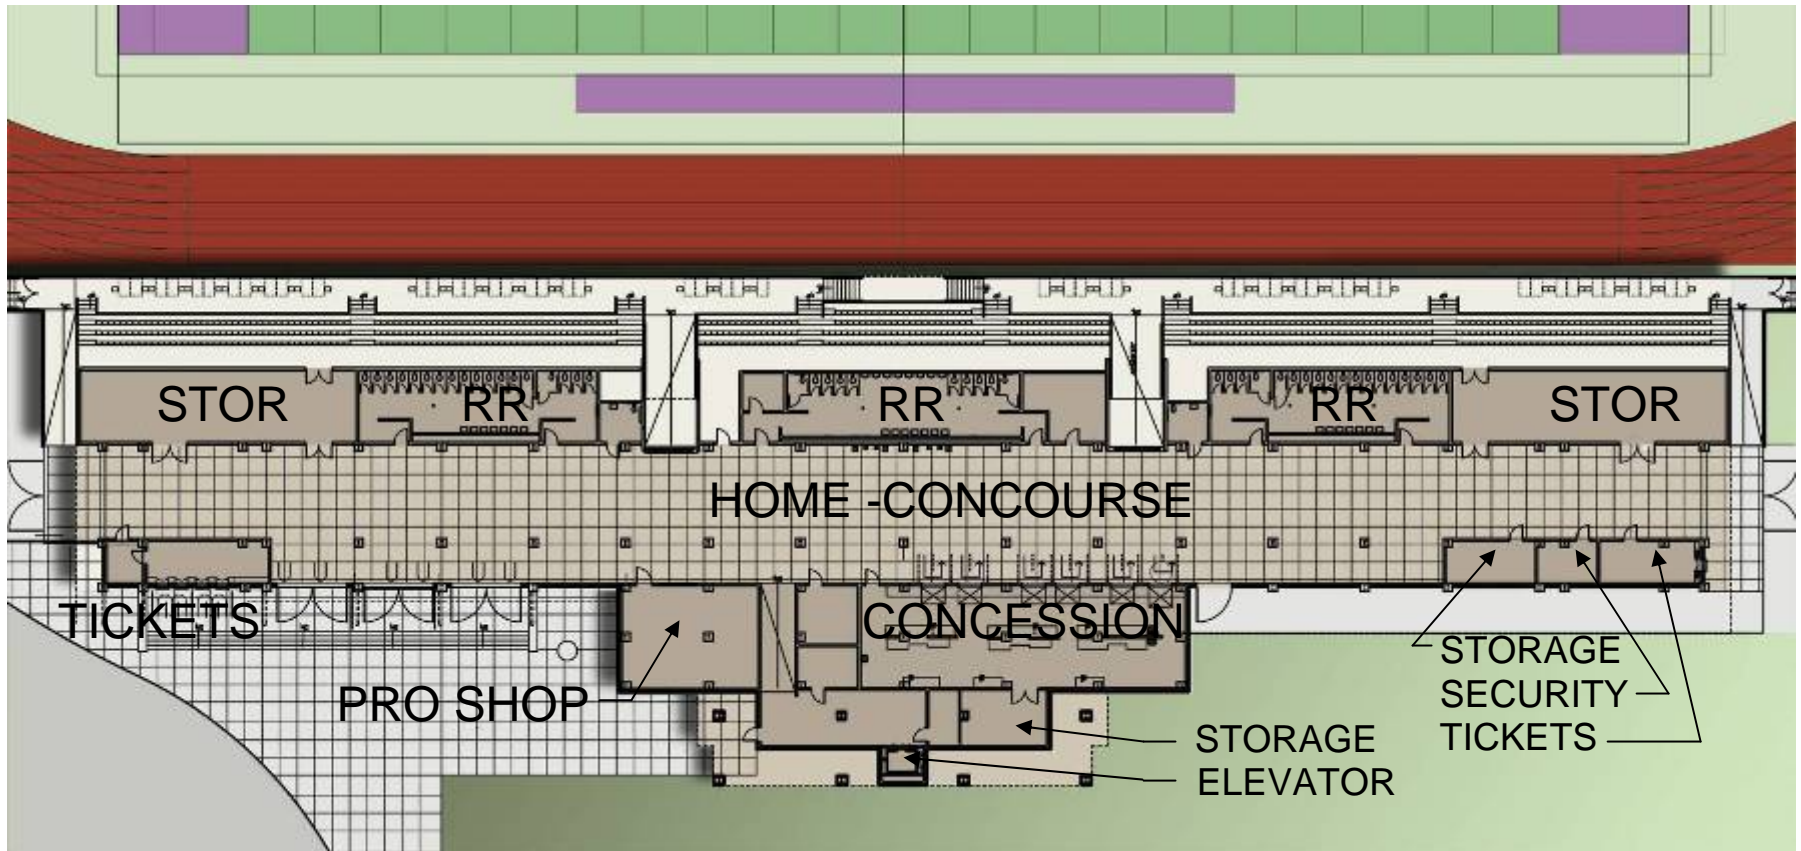 STOR RR RR RR STOR
HOME -CONCOURSE
TICKETS
CONCESSION
PRO SHOP
STORAGE
SECURITY
TICKETS
STORAGE
ELEVATOR